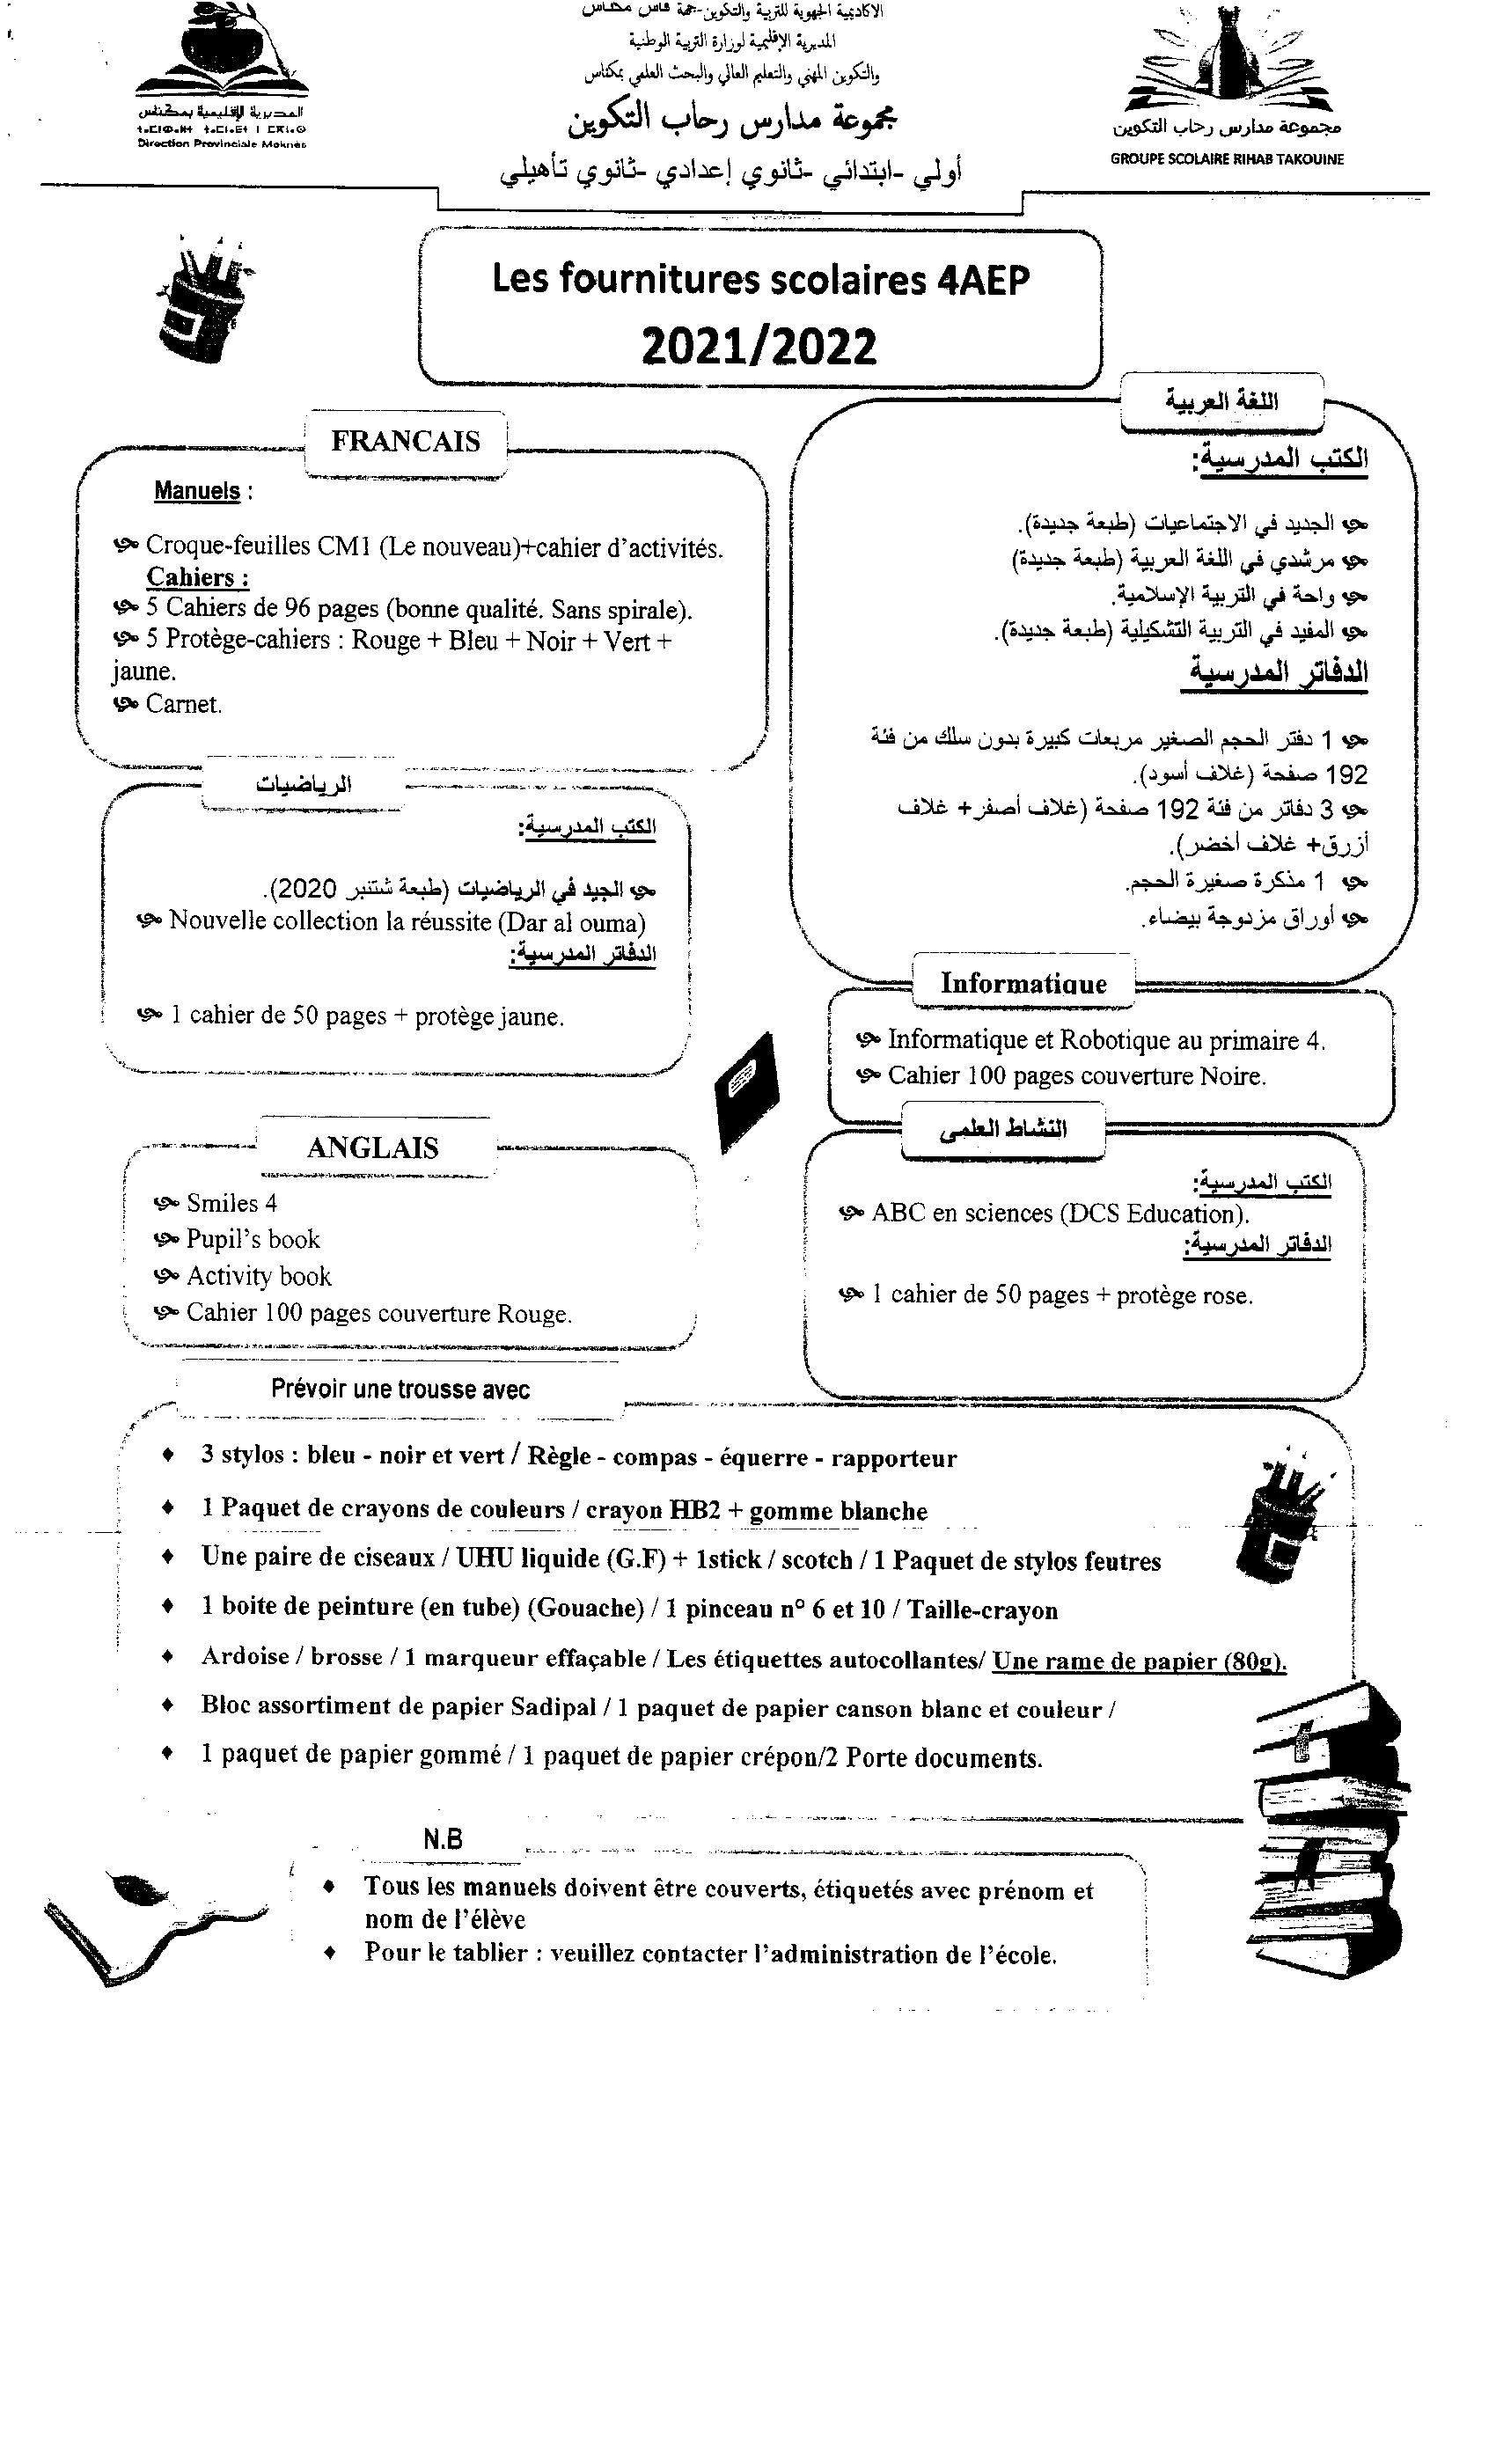 الأكاديمية الجهوية للتربية والتكوين-جهة فاس مكناس
المديرية الإقليمية لوزارة التربية الوطنية
والتكوين المهني والتعليم العالي والبحث العلمي بمكناس
مجموعة مدارس رحاب التكوين
أولي -ابتدائي -ثانوي إعدادي -ثانوي تأهيلي
المديرية الإقليمية بمكناس
Direction Provinciale Meknès
مجموعة مدارس رحاب التكوين
GROUPE SCOLAIRE RIHAB TAKOUINE
Les fournitures scolaires 4AEP
2021/2022
FRANCAIS
Manuels :
Croque-feuilles CM1 (Le nouveau)+cahier d’activités.
Cahiers :
5 Cahiers de 96 pages (bonne qualité. Sans spirale).
5 Protège-cahiers : Rouge + Bleu + Noir + Vert +
jaune.
Carnet.
اللغة العربية
الكتب المدرسية:
الجديد في الاجتماعيات (طبعة جديدة).
مرشدي في اللغة العربية (طبعة جديدة)
واحة في التربية الإسلامية.
المفيد في التربية التشكيلية (طبعة جديدة).
الدفاتر المدرسية
1 دفتر الحجم الصغير مربعات كبيرة بدون سلك من فئة
192 صفحة (غلاف أسود).
3 دفاتر من فئة 192 صفحة (غلاف أصفر+ غلاف
أزرق+ غلاف أخضر).
1 مذكرة صغيرة الحجم.
أوراق مزدوجة بيضاء.
الرياضيات
الكتب المدرسية:
الجيد في الرياضيات (طبعة شتنبر 2020).
Nouvelle collection la réussite (Dar al ouma)
الدفاتر المدرسية:
1 cahier de 50 pages + protège jaune.
Informatique
Informatique et Robotique au primaire 4.
Cahier 100 pages couverture Noire.
ANGLAIS
Smiles 4
Pupil’s book
Activity book
Cahier 100 pages couverture Rouge.
النشاط العلمي
الكتب المدرسية:
ABC en sciences (DCS Education).
الدفاتر المدرسية:
1 cahier de 50 pages + protège rose.
Prévoir une trousse avec
♦ 3 stylos : bleu - noir et vert / Règle - compas - équerre - rapporteur
♦ 1 Paquet de crayons de couleurs / crayon HB2 + gomme blanche
♦ Une paire de ciseaux / UHU liquide (G.F) + 1stick / scotch / 1 Paquet de stylos feutres
♦ 1 boite de peinture (en tube) (Gouache) / 1 pinceau n° 6 et 10 / Taille-crayon
♦ Ardoise / brosse / 1 marqueur effaçable / Les étiquettes autocollantes/ Une rame de papier (80g).
♦ Bloc assortiment de papier Sadipal / 1 paquet de papier canson blanc et couleur /
♦ 1 paquet de papier gommé / 1 paquet de papier crépon/2 Porte documents.
N.B
♦ Tous les manuels doivent être couverts, étiquetés avec prénom et
nom de l’élève
♦ Pour le tablier : veuillez contacter l’administration de l’école.